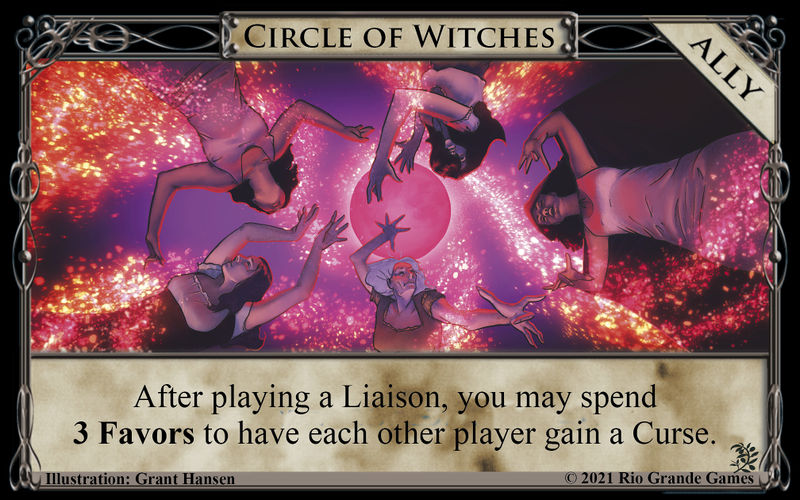 CIRCLE OF WITCHES
ALLY
After playing a Liaison, you may spend
3 Favors to have each other player gain a Curse.
Illustration: Grant Hansen
© 2021 Rio Grande Games